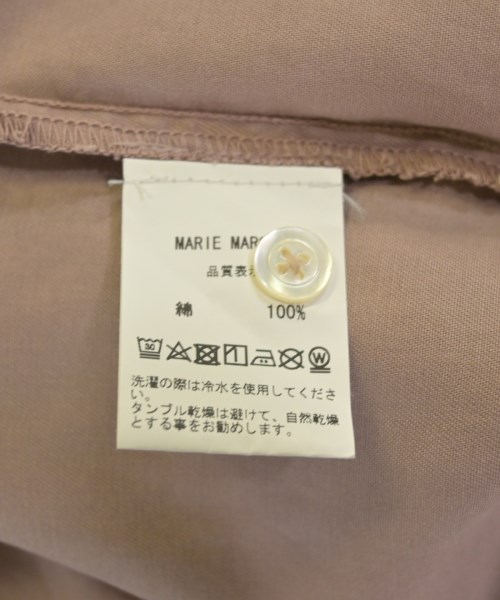 MARIE
品質表示
綿 100%
30
洗濯の際は冷水を使用してくださ
い。
タンブル乾燥は避けて、自然乾燥
とする事をお勧めします。